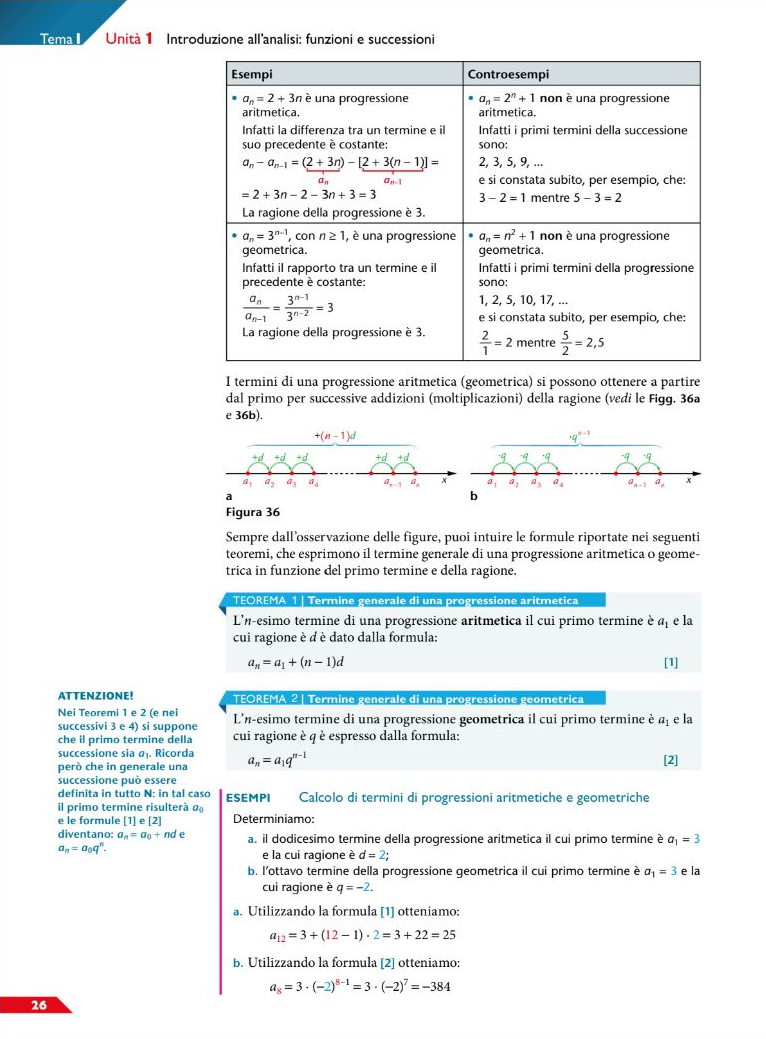 Tema I Unità 1 Introduzione all'analisi: funzioni e successioni
Esempi
• aₙ = 2 + 3n è una progressione
aritmetica.
Infatti la differenza tra un termine e il
suo precedente è costante:
aₙ − aₙ₋₁ = (2 + 3n) − [2 + 3(n − 1)] =
aₙ aₙ₋₁
= 2 + 3n − 2 − 3n + 3 = 3
La ragione della progressione è 3.
Controesempi
• aₙ = 2ⁿ + 1 non è una progressione
aritmetica.
Infatti i primi termini della successione
sono:
2, 3, 5, 9, ...
e si constata subito, per esempio, che:
3 − 2 = 1 mentre 5 − 3 = 2
• aₙ = 3ⁿ⁻¹, con n ≥ 1, è una progressione
geometrica.
Infatti il rapporto tra un termine e il
precedente è costante:
aₙ/aₙ₋₁ = 3ⁿ⁻¹/3ⁿ⁻² = 3
La ragione della progressione è 3.
• aₙ = n² + 1 non è una progressione
geometrica.
Infatti i primi termini della progressione
sono:
1, 2, 5, 10, 17, ...
e si constata subito, per esempio, che:
2/1 = 2 mentre 5/2 = 2,5
I termini di una progressione aritmetica (geometrica) si possono ottenere a partire
dal primo per successive addizioni (moltiplicazioni) della ragione (vedi le Figg. 36a
e 36b).
+(n − 1)d
+d +d +d +d +d
a₁ a₂ a₃ a₄ aₙ₋₁ aₙ x
a
·qⁿ⁻¹
·q ·q ·q ·q ·q
a₁ a₂ a₃ a₄ aₙ₋₁ aₙ x
b
Figura 36
Sempre dall'osservazione delle figure, puoi intuire le formule riportate nei seguenti
teoremi, che esprimono il termine generale di una progressione aritmetica o geome-
trica in funzione del primo termine e della ragione.
TEOREMA 1 | Termine generale di una progressione aritmetica
L'n-esimo termine di una progressione aritmetica il cui primo termine è a₁ e la
cui ragione è d è dato dalla formula:
aₙ = a₁ + (n − 1)d [1]
TEOREMA 2 | Termine generale di una progressione geometrica
L'n-esimo termine di una progressione geometrica il cui primo termine è a₁ e la
cui ragione è q è espresso dalla formula:
aₙ = a₁qⁿ⁻¹ [2]
ATTENZIONE!
Nei Teoremi 1 e 2 (e nei
successivi 3 e 4) si suppone
che il primo termine della
successione sia a₁. Ricorda
però che in generale una
successione può essere
definita in tutto N: in tal caso
il primo termine risulterà a₀
e le formule [1] e [2]
diventano: aₙ = a₀ + nd e
aₙ = a₀qⁿ.
ESEMPI Calcolo di termini di progressioni aritmetiche e geometriche
Determiniamo:
a. il dodicesimo termine della progressione aritmetica il cui primo termine è a₁ = 3
e la cui ragione è d = 2;
b. l'ottavo termine della progressione geometrica il cui primo termine è a₁ = 3 e la
cui ragione è q = −2.
a. Utilizzando la formula [1] otteniamo:
a₁₂ = 3 + (12 − 1) · 2 = 3 + 22 = 25
b. Utilizzando la formula [2] otteniamo:
a₈ = 3 · (−2)⁸⁻¹ = 3 · (−2)⁷ = −384
26